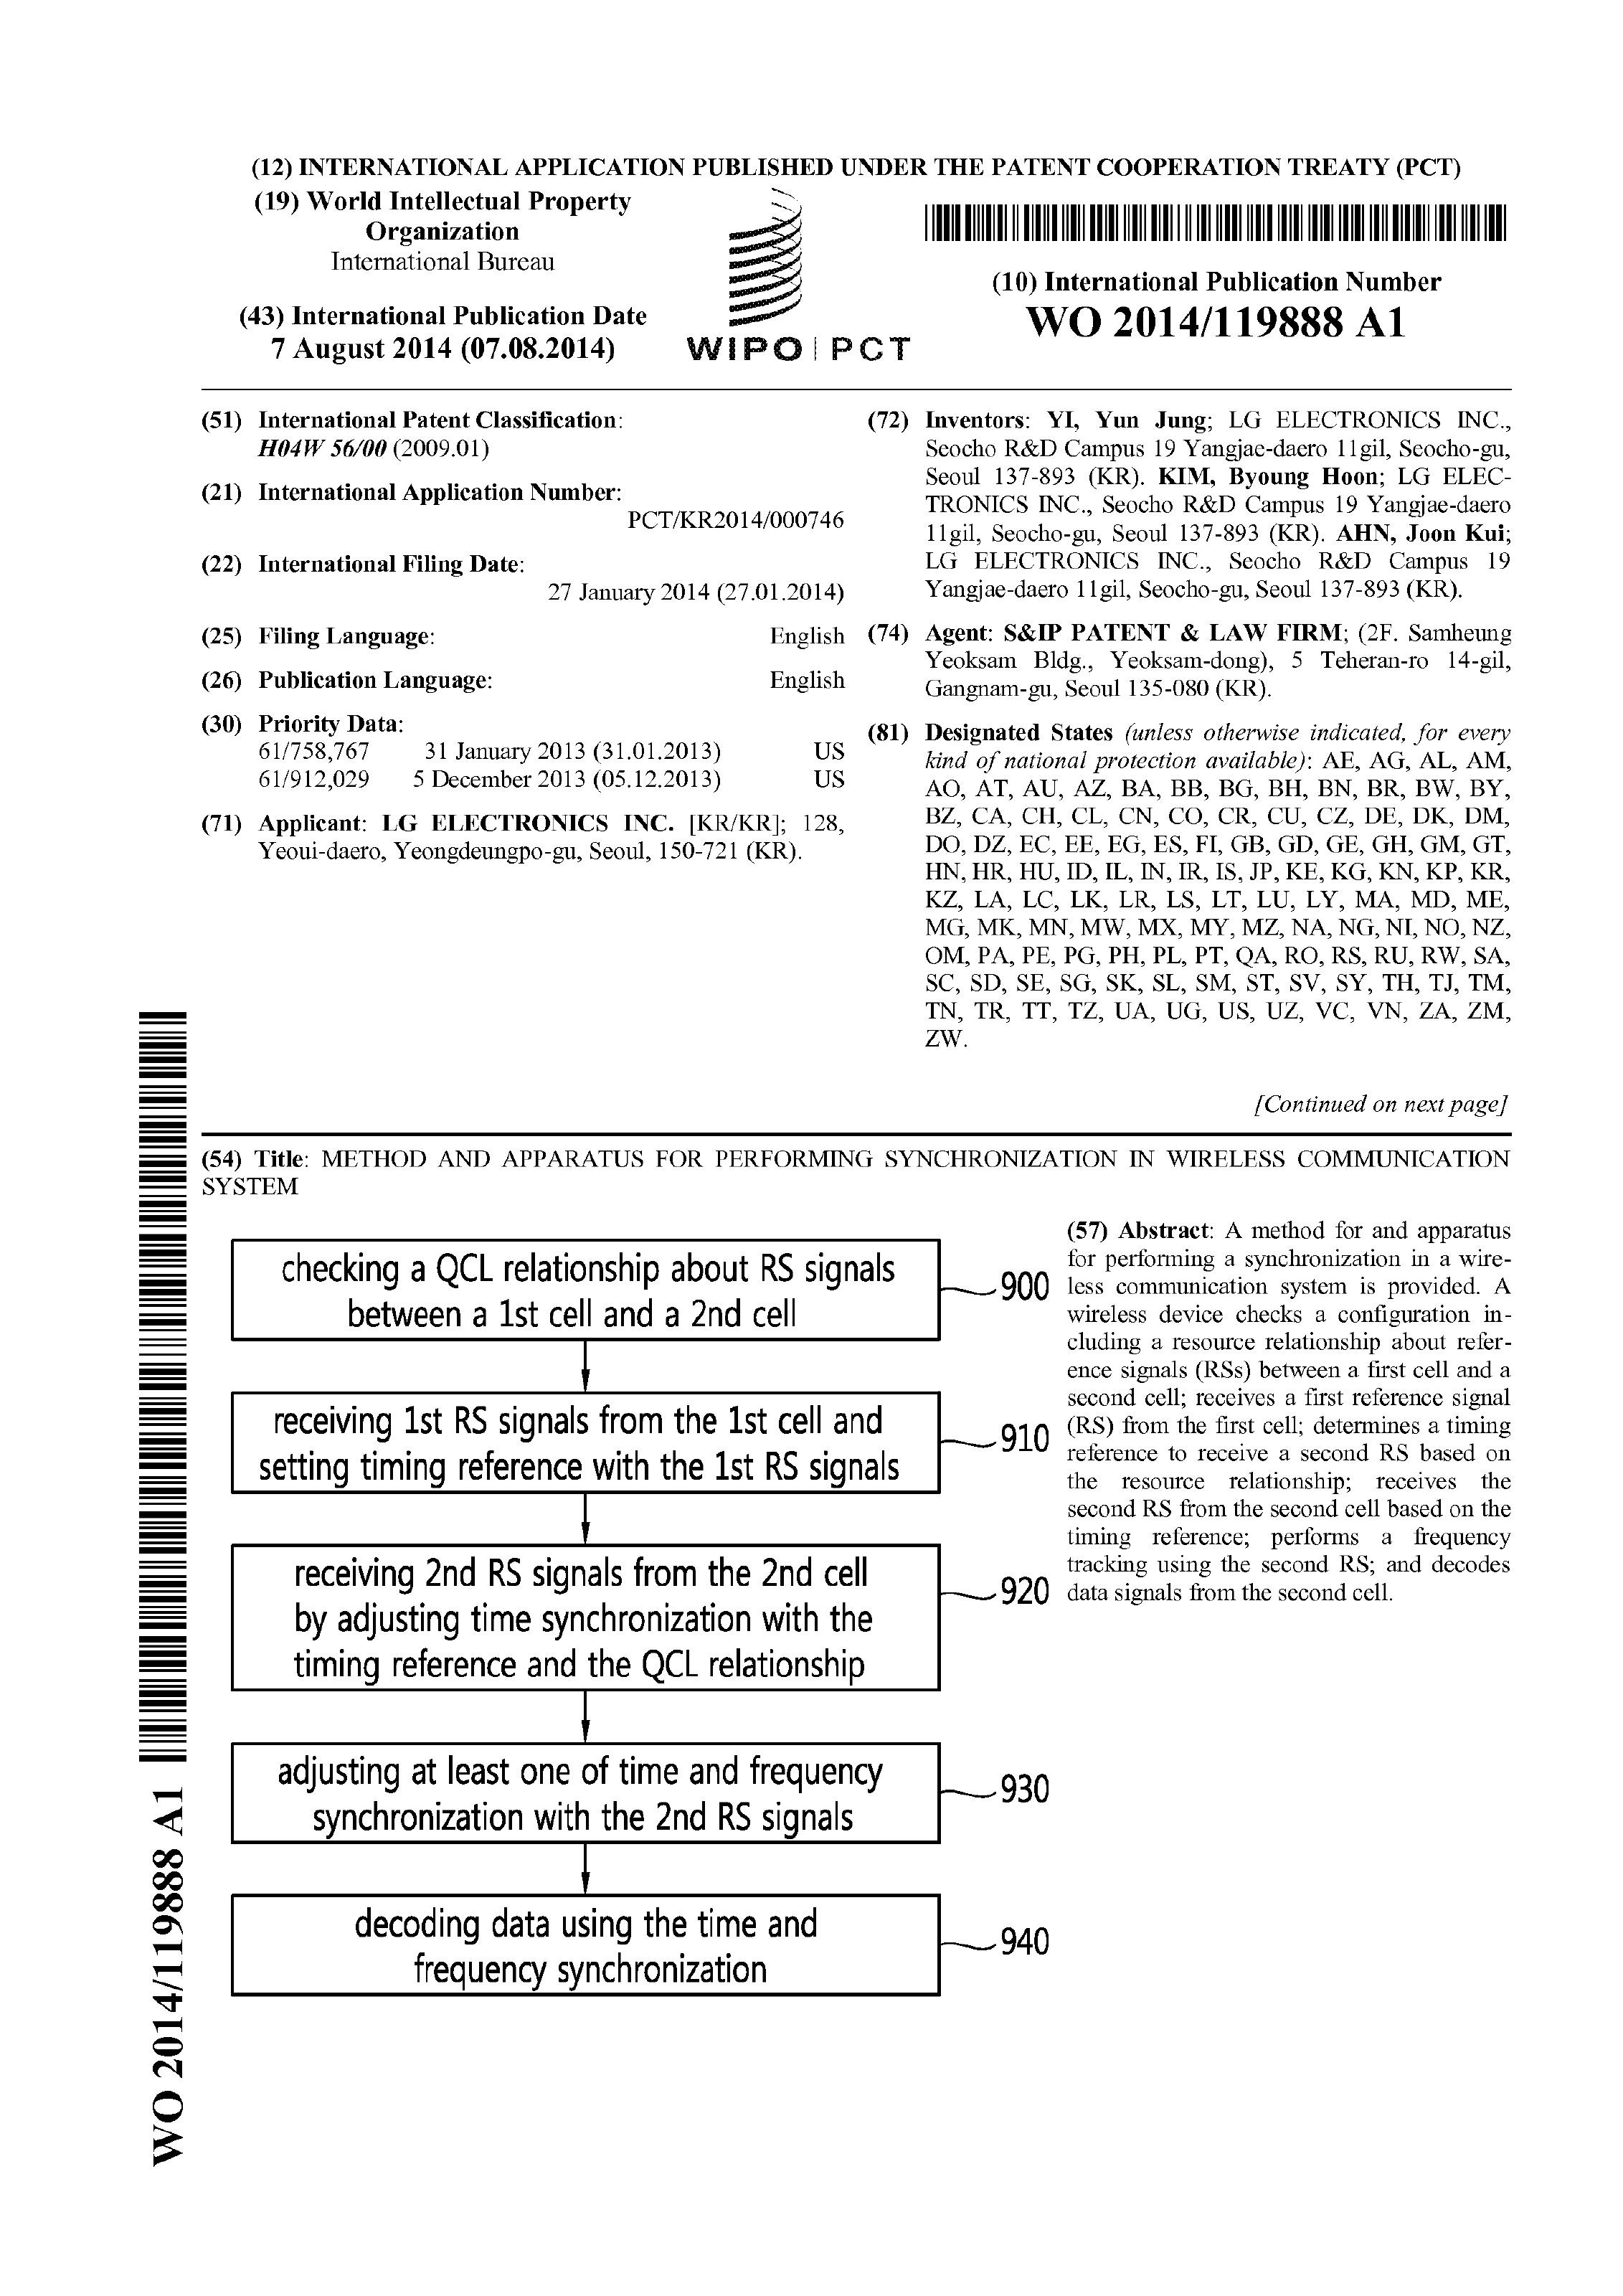 (12) INTERNATIONAL APPLICATION PUBLISHED UNDER THE PATENT COOPERATION TREATY (PCT)
(19) World Intellectual Property
Organization
International Bureau
(43) International Publication Date
7 August 2014 (07.08.2014)
WIPO | PCT
(10) International Publication Number
WO 2014/119888 A1
(51) International Patent Classification:
H04W 56/00 (2009.01)
(21) International Application Number:
PCT/KR2014/000746
(22) International Filing Date:
27 January 2014 (27.01.2014)
(25) Filing Language: English
(26) Publication Language: English
(30) Priority Data:
61/758,767 31 January 2013 (31.01.2013) US
61/912,029 5 December 2013 (05.12.2013) US
(71) Applicant: LG ELECTRONICS INC. [KR/KR]; 128,
Yeoui-daero, Yeongdeungpo-gu, Seoul, 150-721 (KR).
(72) Inventors: YI, Yun Jung; LG ELECTRONICS INC.,
Seocho R&D Campus 19 Yangjae-daero 11gil, Seocho-gu,
Seoul 137-893 (KR). KIM, Byoung Hoon; LG ELEC-
TRONICS INC., Seocho R&D Campus 19 Yangjae-daero
11gil, Seocho-gu, Seoul 137-893 (KR). AHN, Joon Kui;
LG ELECTRONICS INC., Seocho R&D Campus 19
Yangjae-daero 11gil, Seocho-gu, Seoul 137-893 (KR).
(74) Agent: S&IP PATENT & LAW FIRM; (2F. Samheung
Yeoksam Bldg., Yeoksam-dong), 5 Teheran-ro 14-gil,
Gangnam-gu, Seoul 135-080 (KR).
(81) Designated States (unless otherwise indicated, for every
kind of national protection available): AE, AG, AL, AM,
AO, AT, AU, AZ, BA, BB, BG, BH, BN, BR, BW, BY,
BZ, CA, CH, CL, CN, CO, CR, CU, CZ, DE, DK, DM,
DO, DZ, EC, EE, EG, ES, FI, GB, GD, GE, GH, GM, GT,
HN, HR, HU, ID, IL, IN, IR, IS, JP, KE, KG, KN, KP, KR,
KZ, LA, LC, LK, LR, LS, LT, LU, LY, MA, MD, ME,
MG, MK, MN, MW, MX, MY, MZ, NA, NG, NI, NO, NZ,
OM, PA, PE, PG, PH, PL, PT, QA, RO, RS, RU, RW, SA,
SC, SD, SE, SG, SK, SL, SM, ST, SV, SY, TH, TJ, TM,
TN, TR, TT, TZ, UA, UG, US, UZ, VC, VN, ZA, ZM,
ZW.
[Continued on next page]
(54) Title: METHOD AND APPARATUS FOR PERFORMING SYNCHRONIZATION IN WIRELESS COMMUNICATION
SYSTEM
checking a QCL relationship about RS signals
between a 1st cell and a 2nd cell
900
receiving 1st RS signals from the 1st cell and
setting timing reference with the 1st RS signals
910
receiving 2nd RS signals from the 2nd cell
by adjusting time synchronization with the
timing reference and the QCL relationship
920
adjusting at least one of time and frequency
synchronization with the 2nd RS signals
930
decoding data using the time and
frequency synchronization
940
(57) Abstract: A method for and apparatus
for performing a synchronization in a wire-
less communication system is provided. A
wireless device checks a configuration in-
cluding a resource relationship about refer-
ence signals (RSs) between a first cell and a
second cell; receives a first reference signal
(RS) from the first cell; determines a timing
reference to receive a second RS based on
the resource relationship; receives the
second RS from the second cell based on the
timing reference; performs a frequency
tracking using the second RS; and decodes
data signals from the second cell.
WO 2014/119888 A1